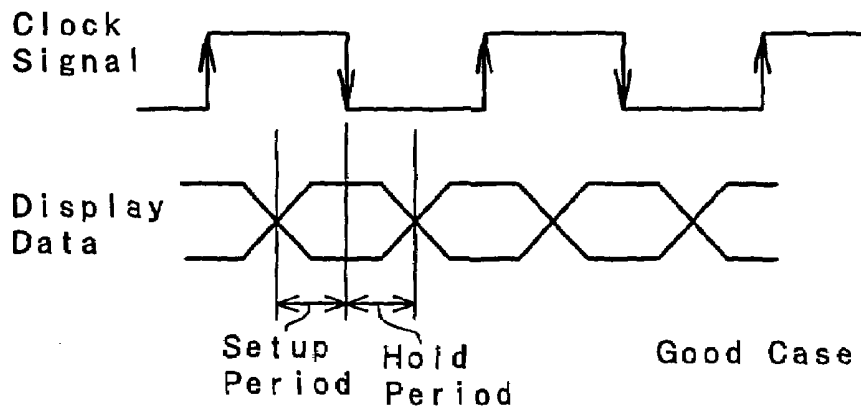 Clock
Signal
Display
Data
Setup
Period
Hold
Period
Good Case